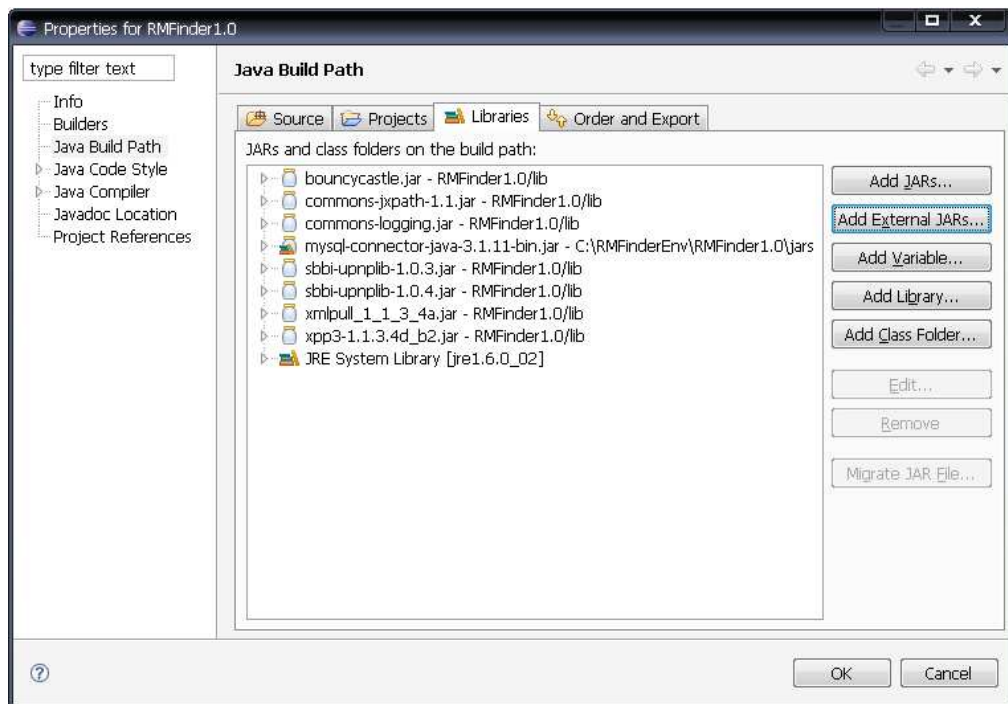 Properties for RMFinder1.0
type filter text
Info
Builders
Java Build Path
Java Code Style
Java Compiler
Javadoc Location
Project References
Java Build Path
Source
Projects
Libraries
Order and Export
JARs and class folders on the build path:
bouncycastle.jar - RMFinder1.0/lib
commons-jxpath-1.1.jar - RMFinder1.0/lib
commons-logging.jar - RMFinder1.0/lib
mysql-connector-java-3.1.11-bin.jar - C:\RMFinderEnv\RMFinder1.0\jars
sbbi-upnplib-1.0.3.jar - RMFinder1.0/lib
sbbi-upnplib-1.0.4.jar - RMFinder1.0/lib
xmlpull_1_1_3_4a.jar - RMFinder1.0/lib
xpp3-1.1.3.4d_b2.jar - RMFinder1.0/lib
JRE System Library [jre1.6.0_02]
Add JARs...
Add External JARs...
Add Variable...
Add Library...
Add Class Folder...
Edit...
Remove
Migrate JAR File...
OK
Cancel